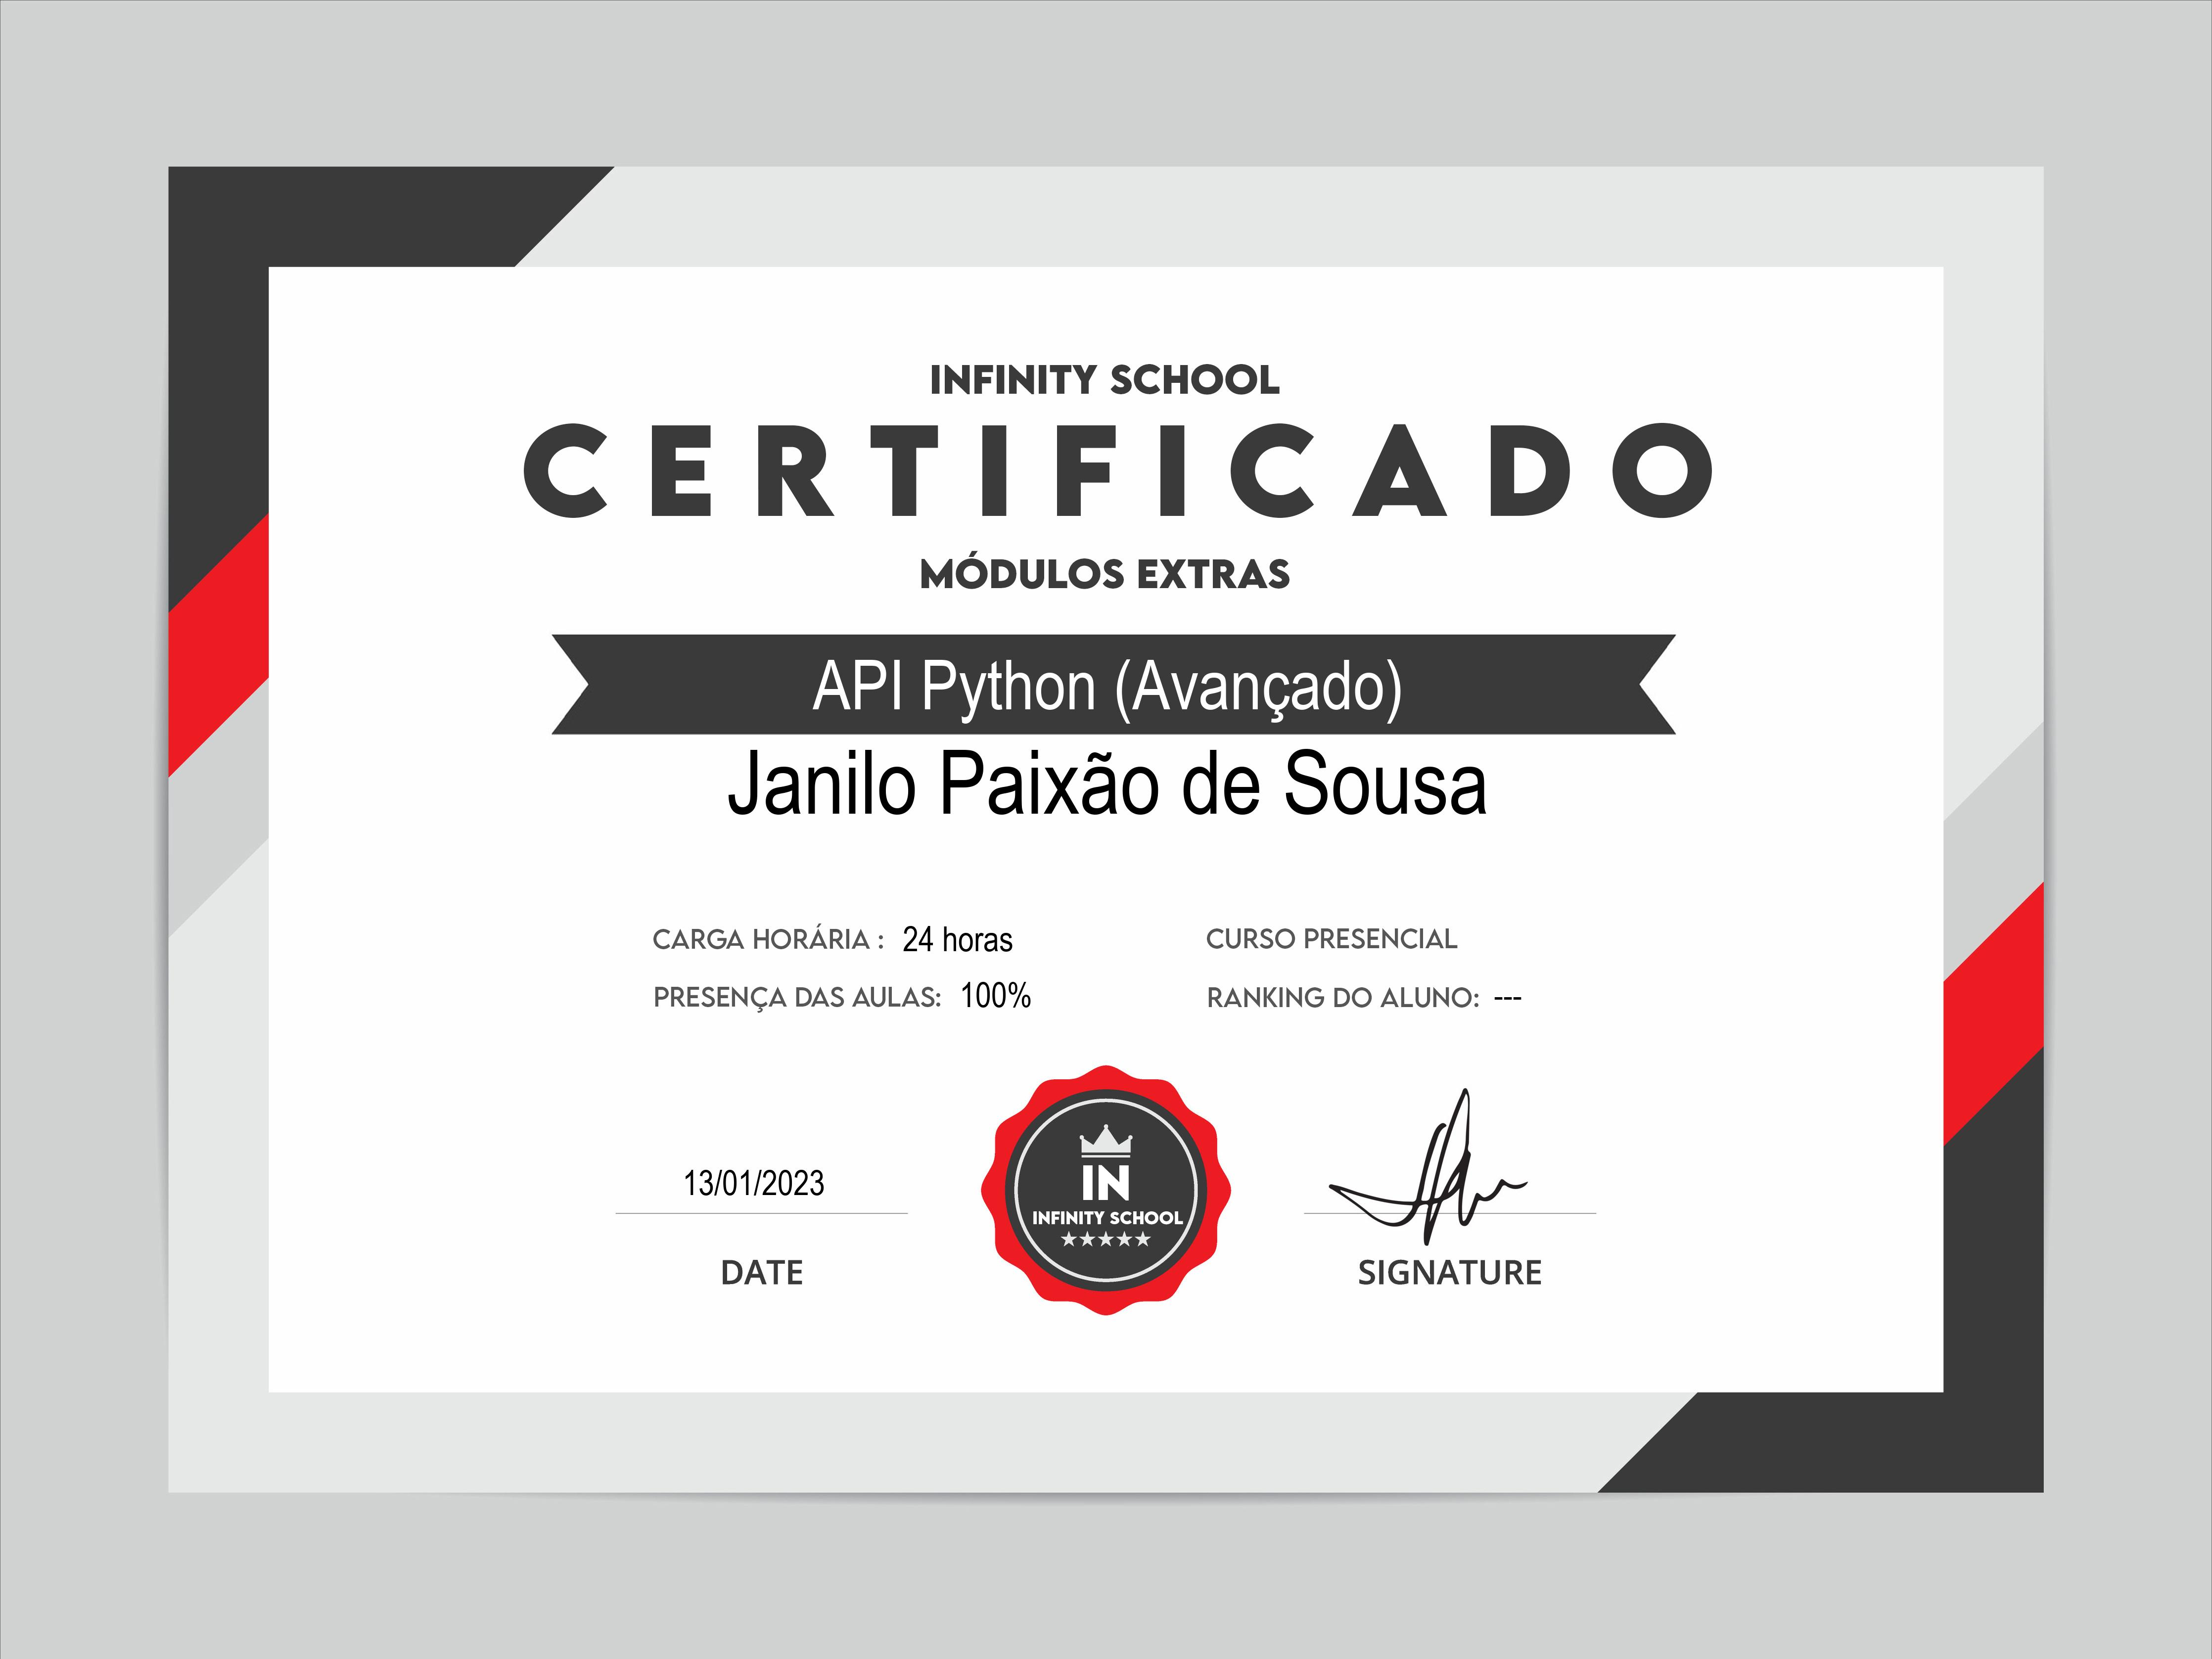 INFINITY SCHOOL
CERTIFICADO
MÓDULOS EXTRAS
API Python (Avançado)
Janilo Paixão de Sousa
CARGA HORÁRIA : 24 horas
CURSO PRESENCIAL
PRESENÇA DAS AULAS: 100%
RANKING DO ALUNO: ---
IN
INFINITY SCHOOL
13/01/2023
DATE
SIGNATURE